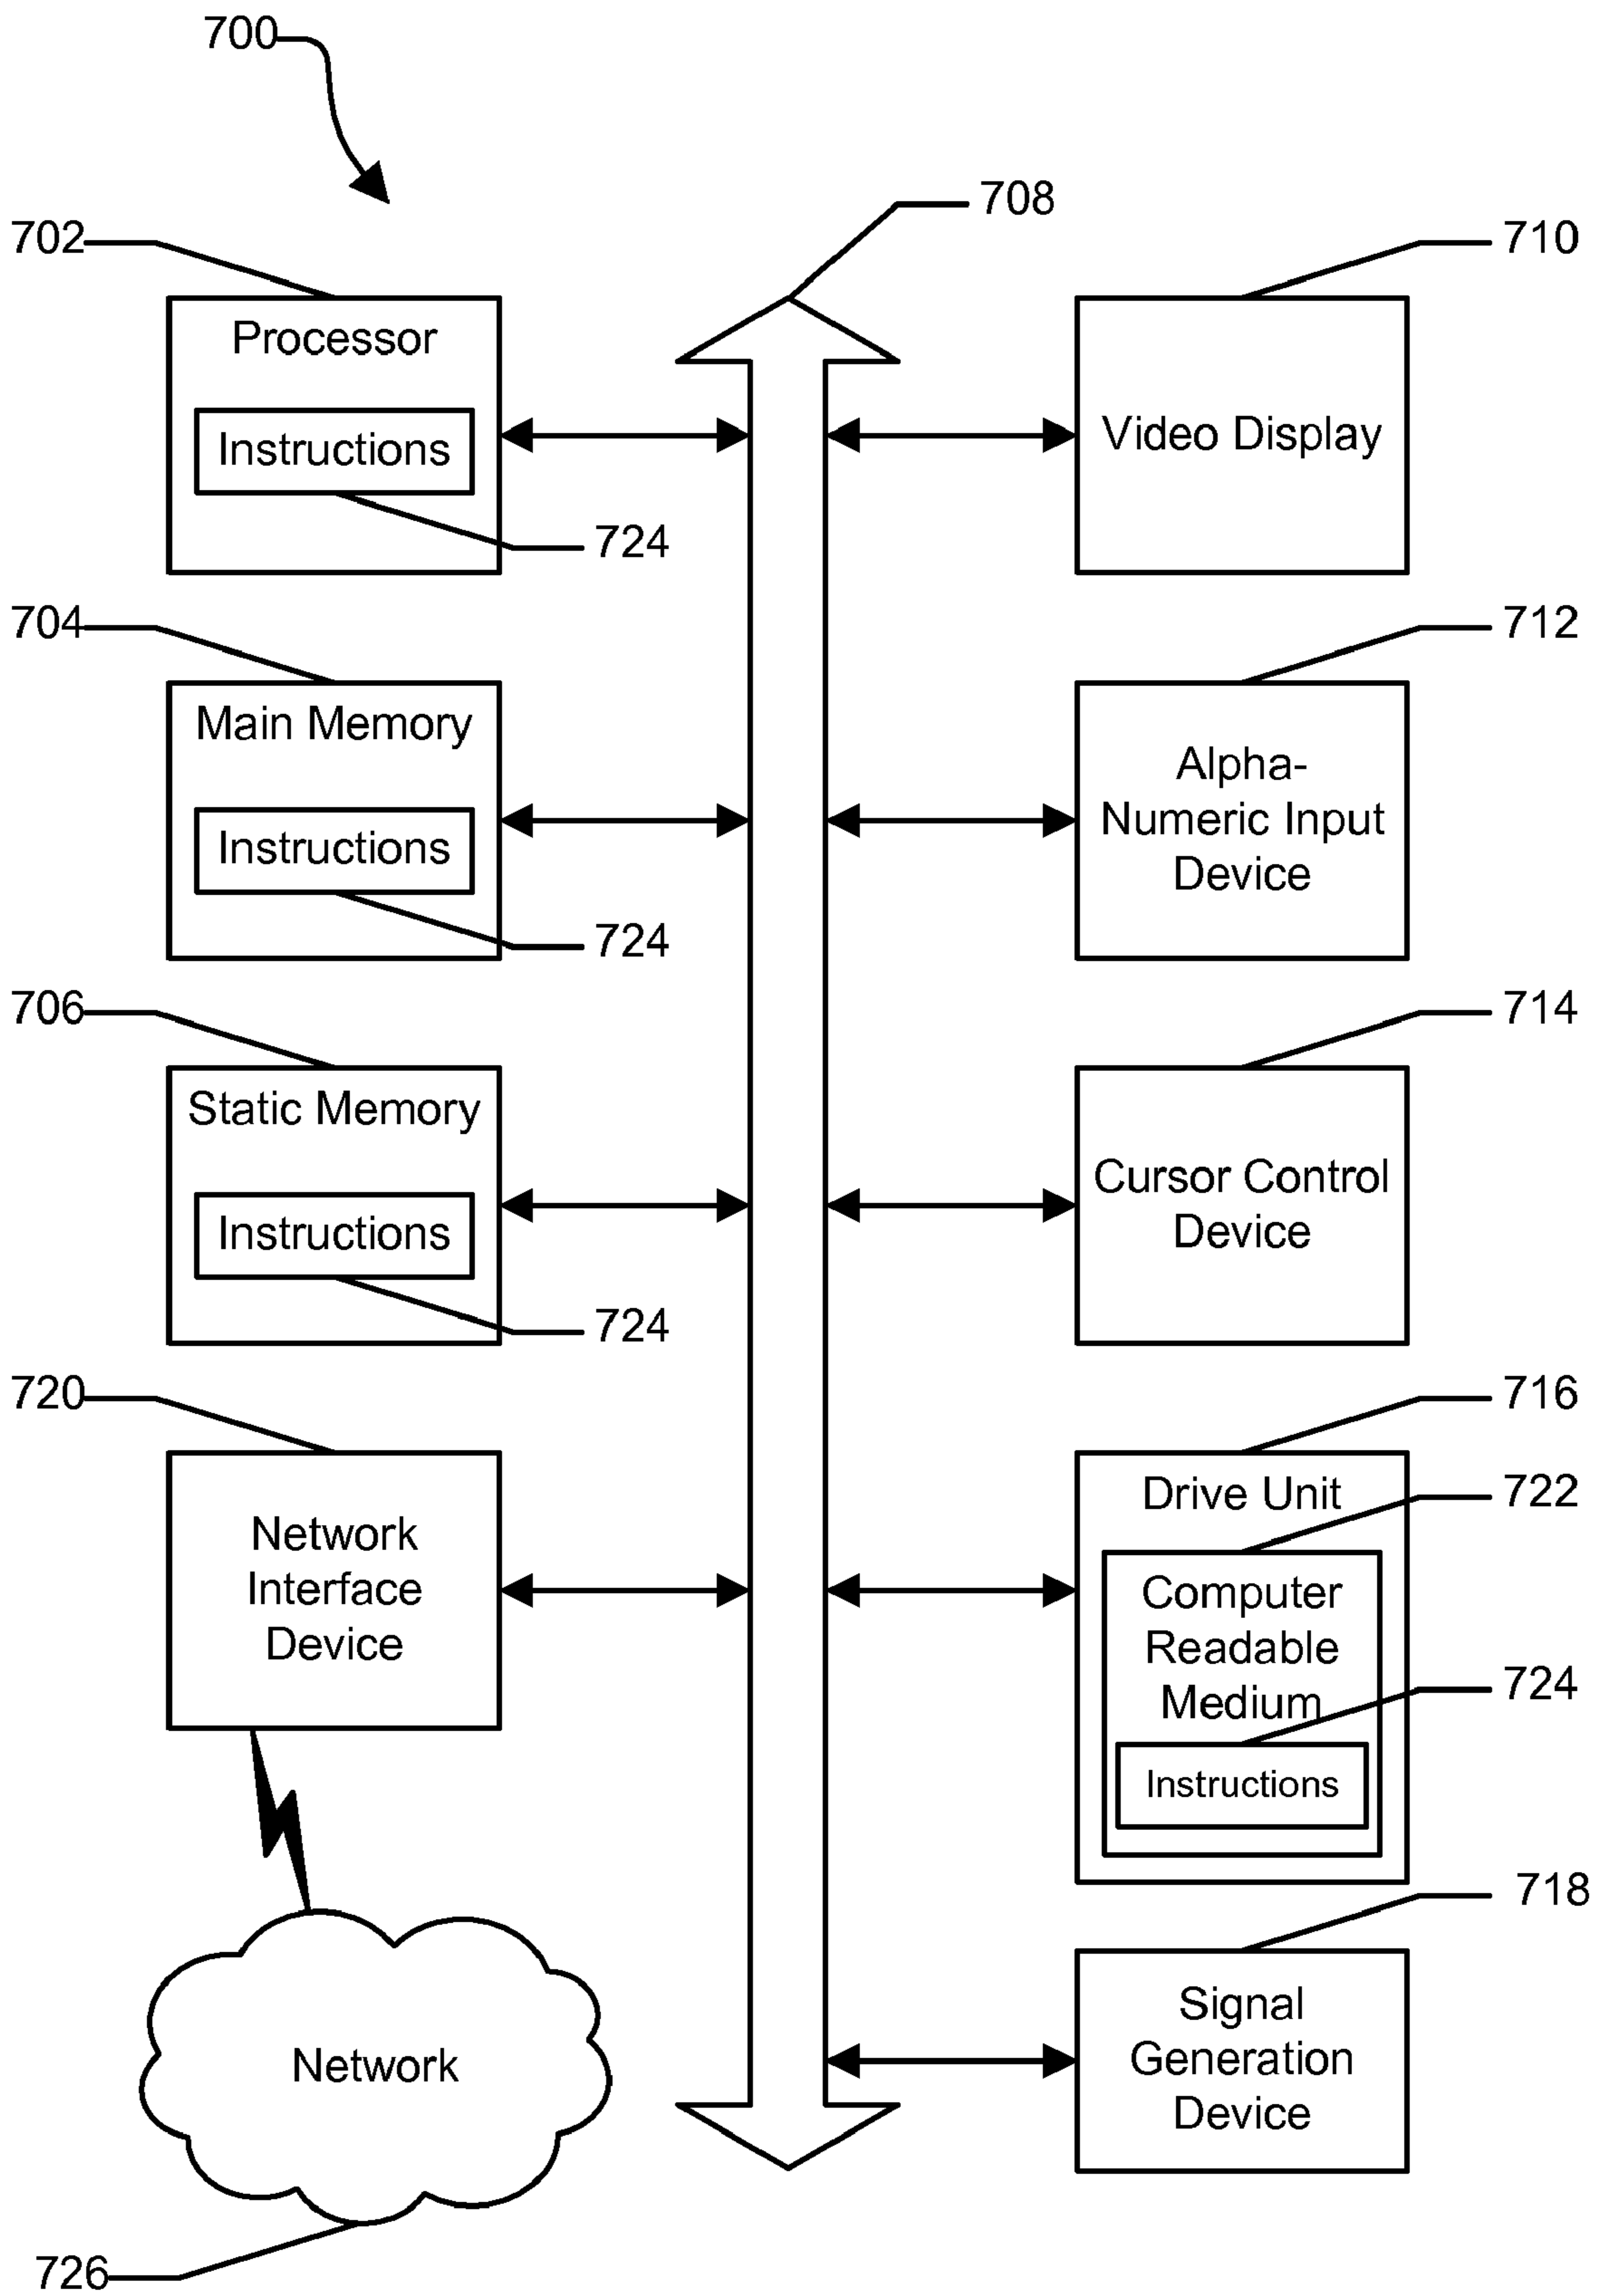 700
708
702
710
Processor
Instructions
724
Video Display
704
712
Main Memory
Instructions
724
Alpha-
Numeric Input
Device
706
714
Static Memory
Instructions
724
Cursor Control
Device
720
716
Network
Interface
Device
Drive Unit
722
Computer
Readable
Medium
724
Instructions
718
Network
Signal
Generation
Device
726